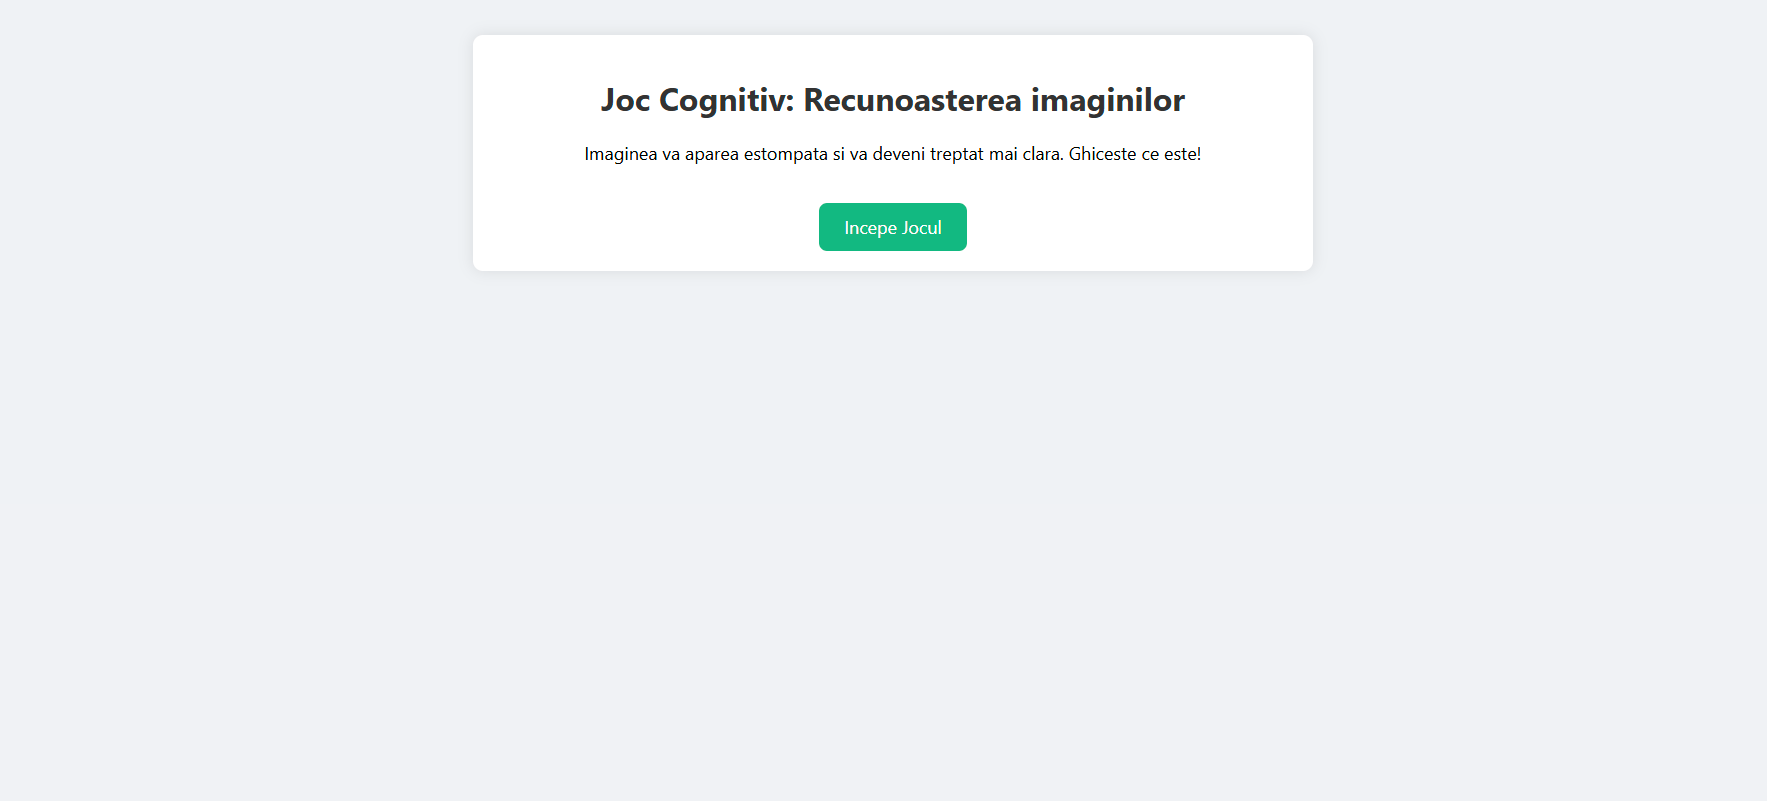 Joc Cognitiv: Recunoasterea imaginilor
Imaginea va aparea estompata si va deveni treptat mai clara. Ghiceste ce este!
Incepe Jocul